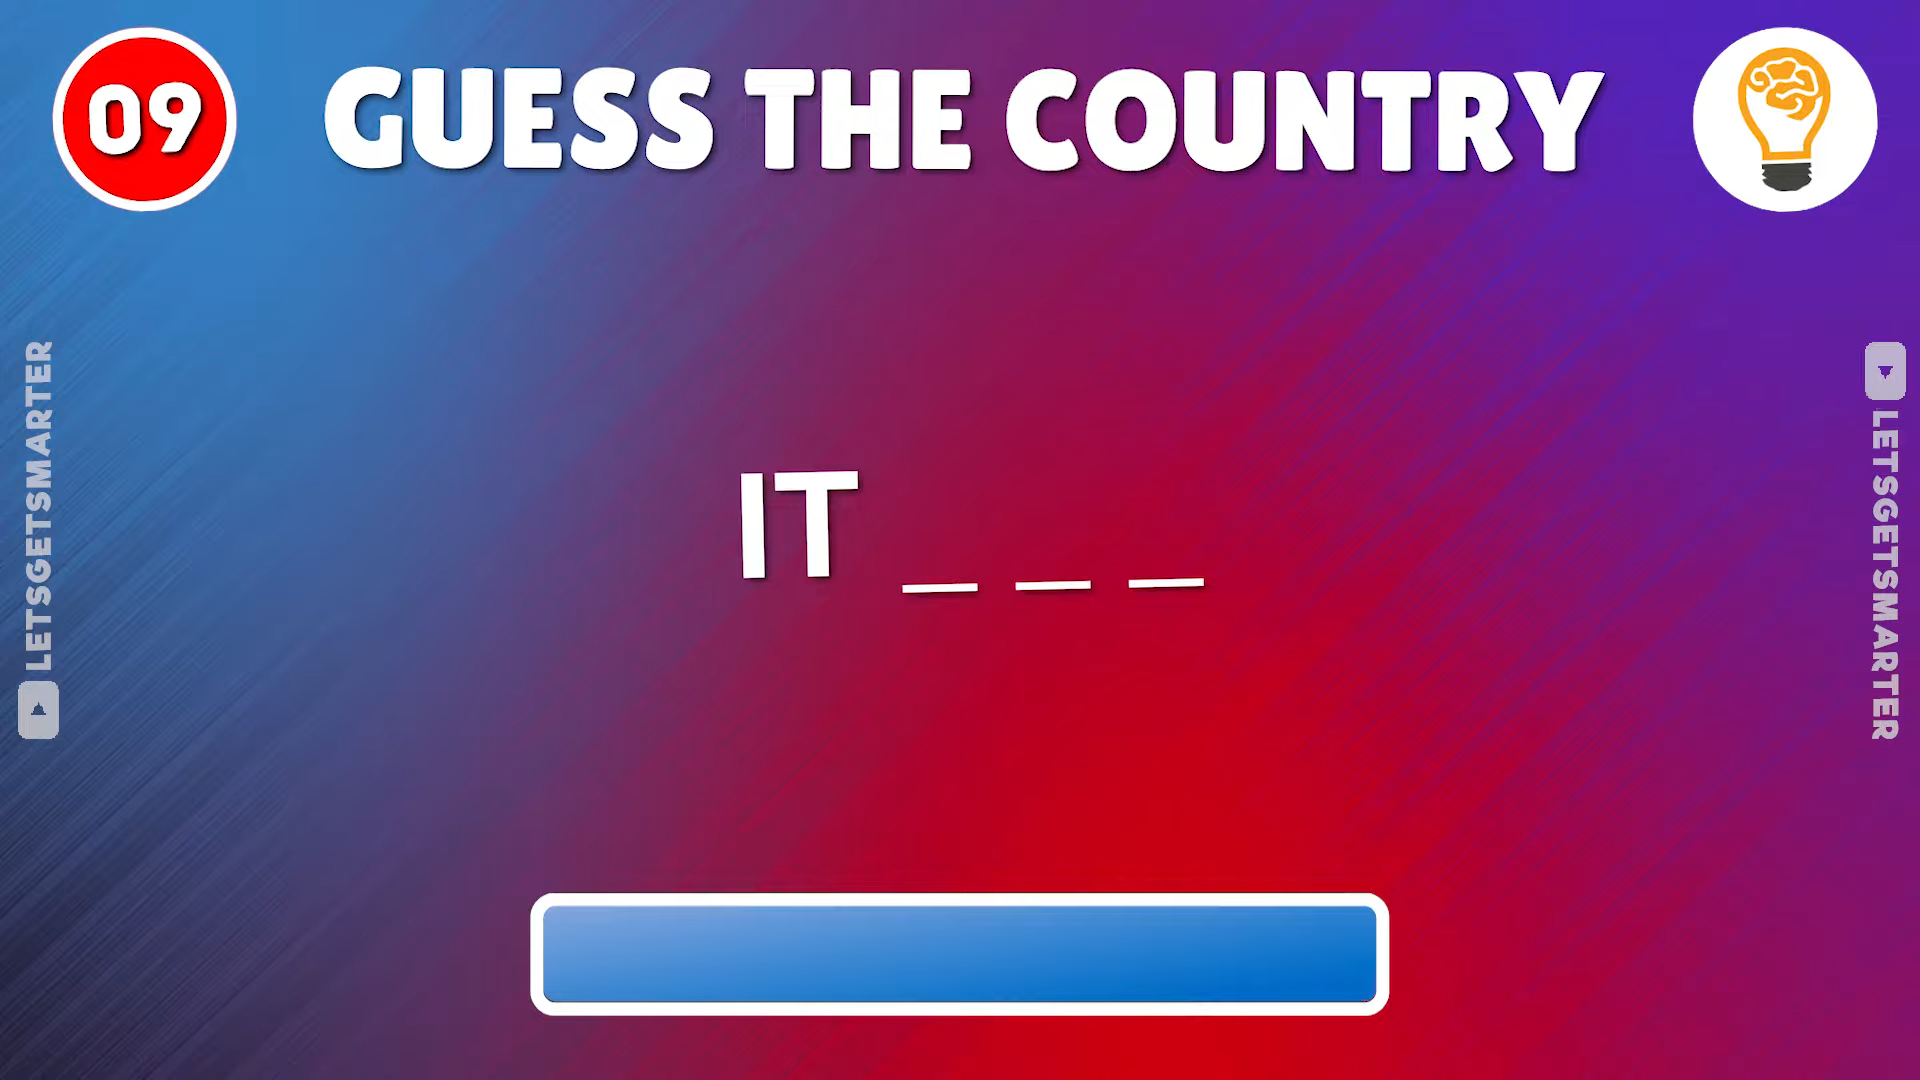 09
GUESS THE COUNTRY
LETSGETSMARTER
IT _ _ _
LETSGETSMARTER